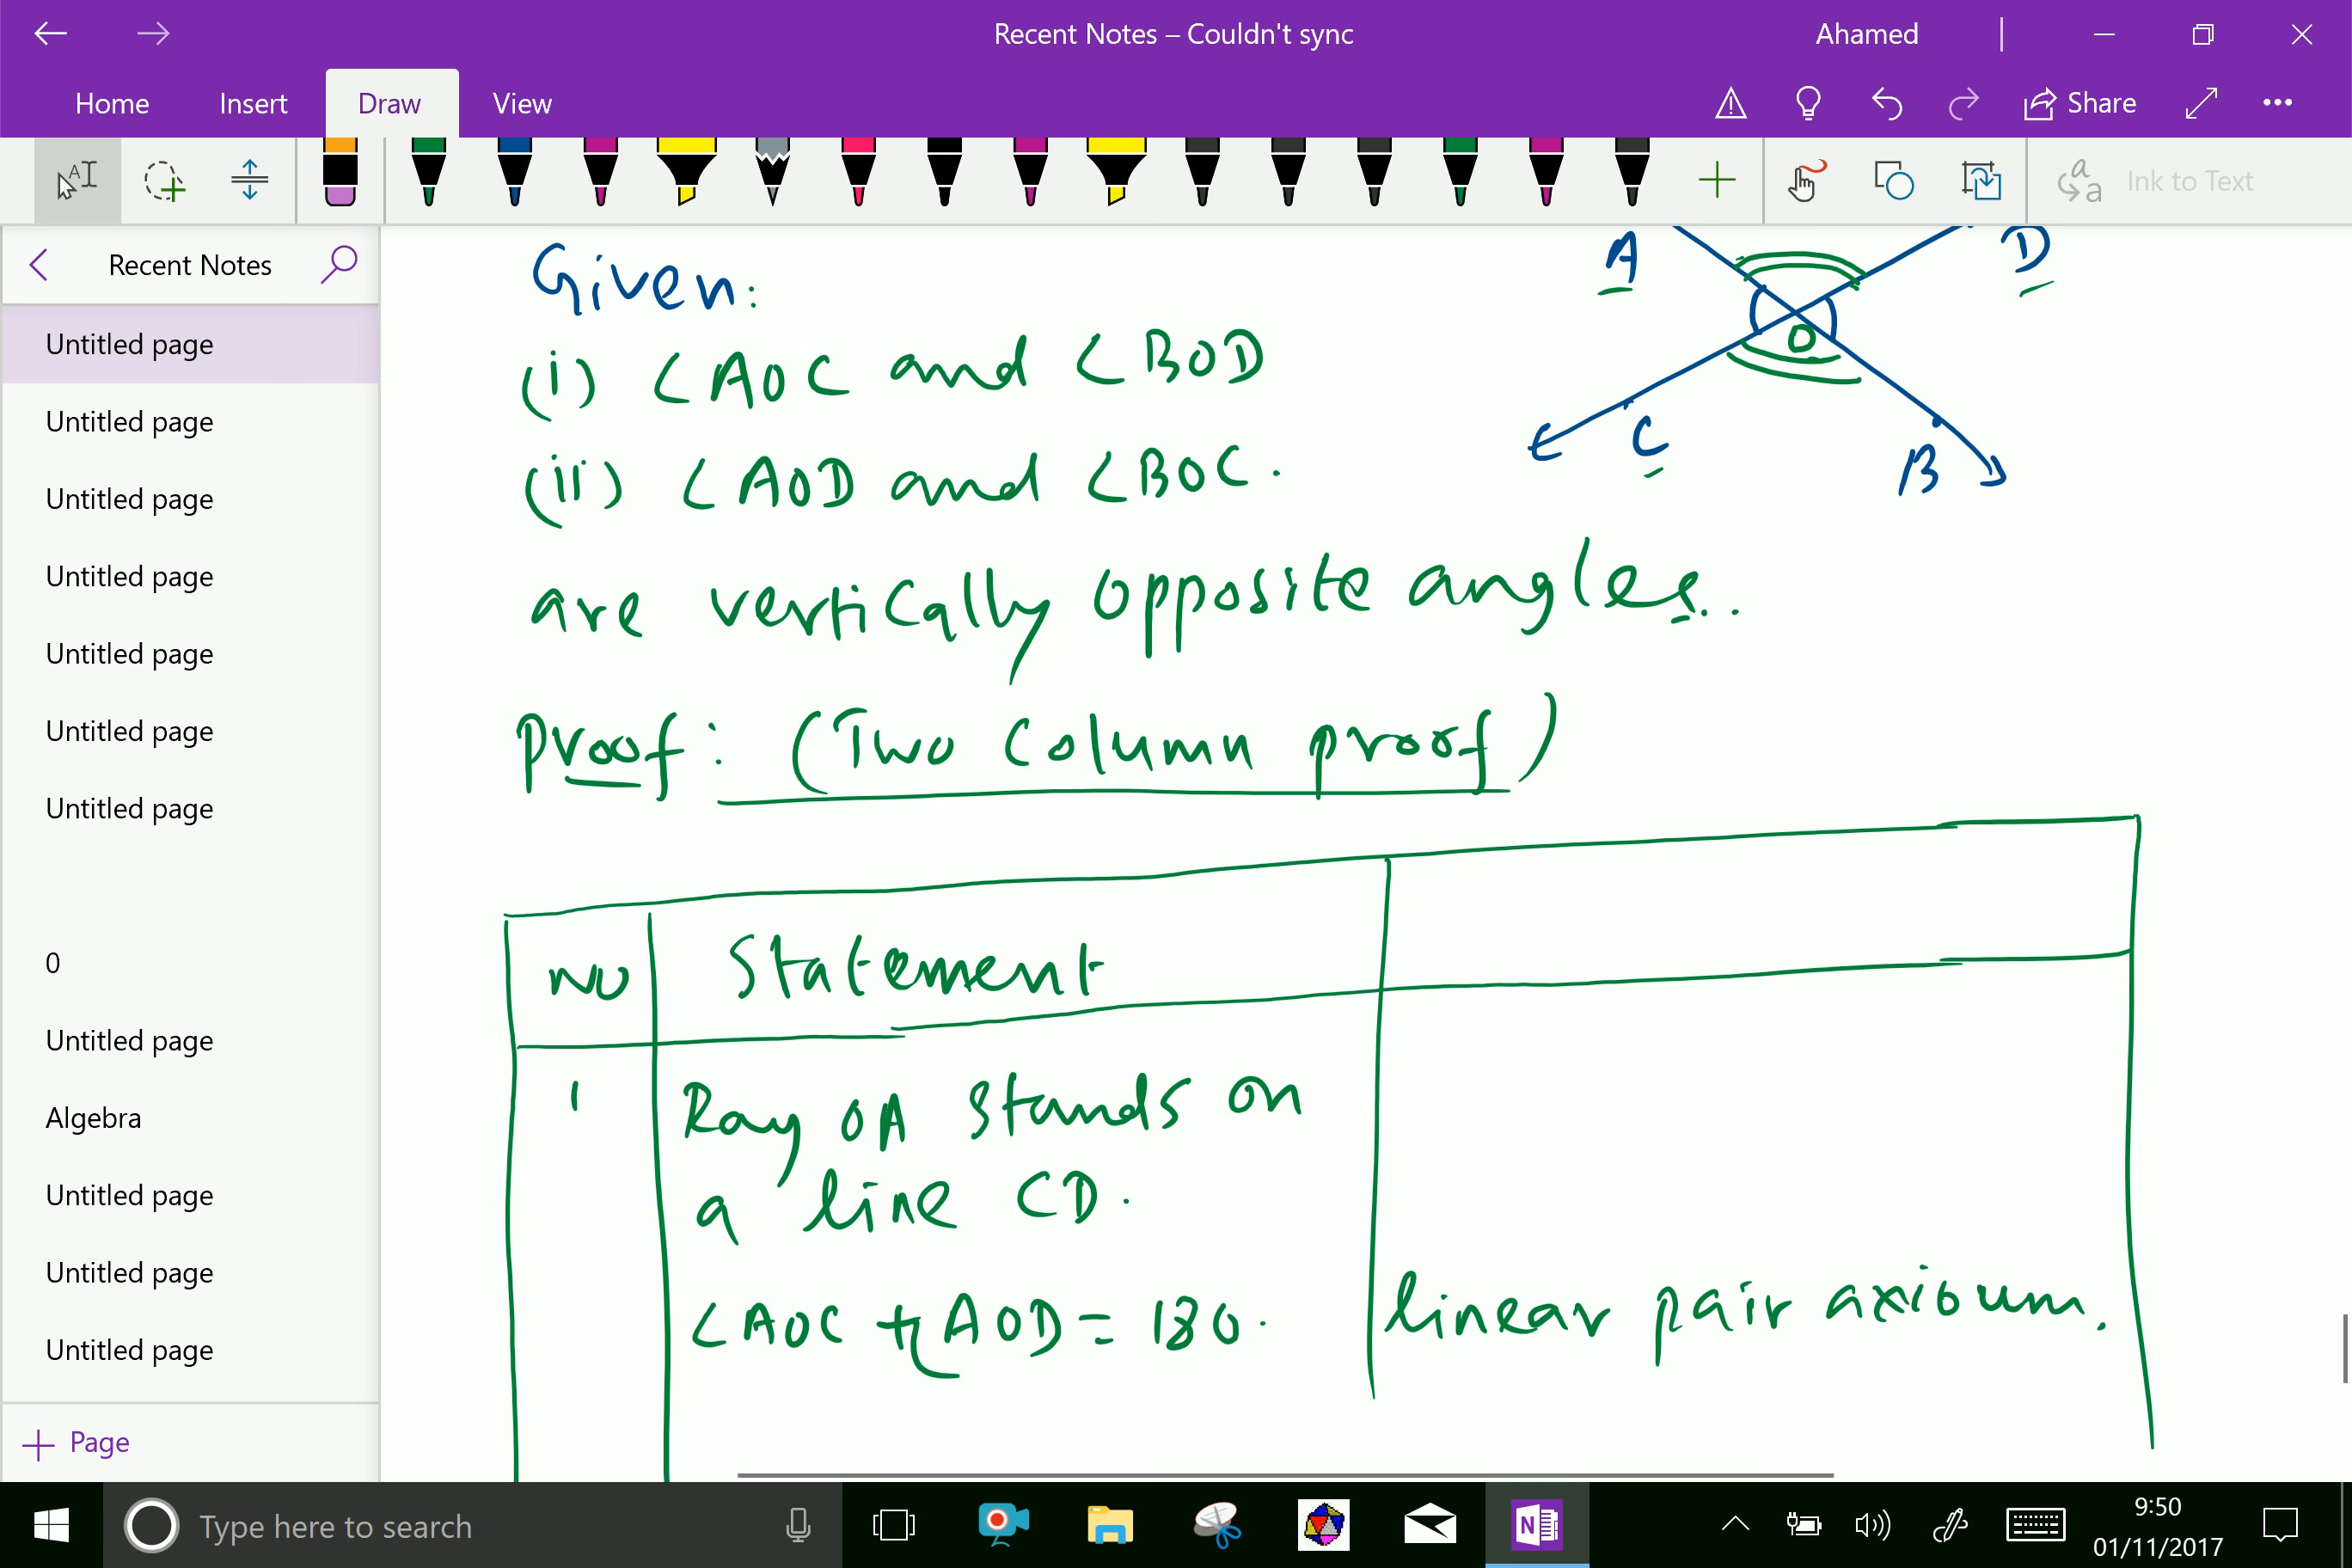 Recent Notes – Couldn't sync
Ahamed
Home
Insert
Draw
View
Share
Ink to Text
Recent Notes
Untitled page
Untitled page
Untitled page
Untitled page
Untitled page
Untitled page
Untitled page
0
Untitled page
Algebra
Untitled page
Untitled page
Untitled page
+ Page
Given:
(i) ∠AOC and ∠BOD
(ii) ∠AOD and ∠BOC.
are vertically opposite angles..
Proof: (Two Column proof)
A
D
O
C
B
No
Statement
1
Ray OA stands on
a line CD.
∠AOC + ∠AOD = 180.
linear pair axioum.
Type here to search
9:50
01/11/2017